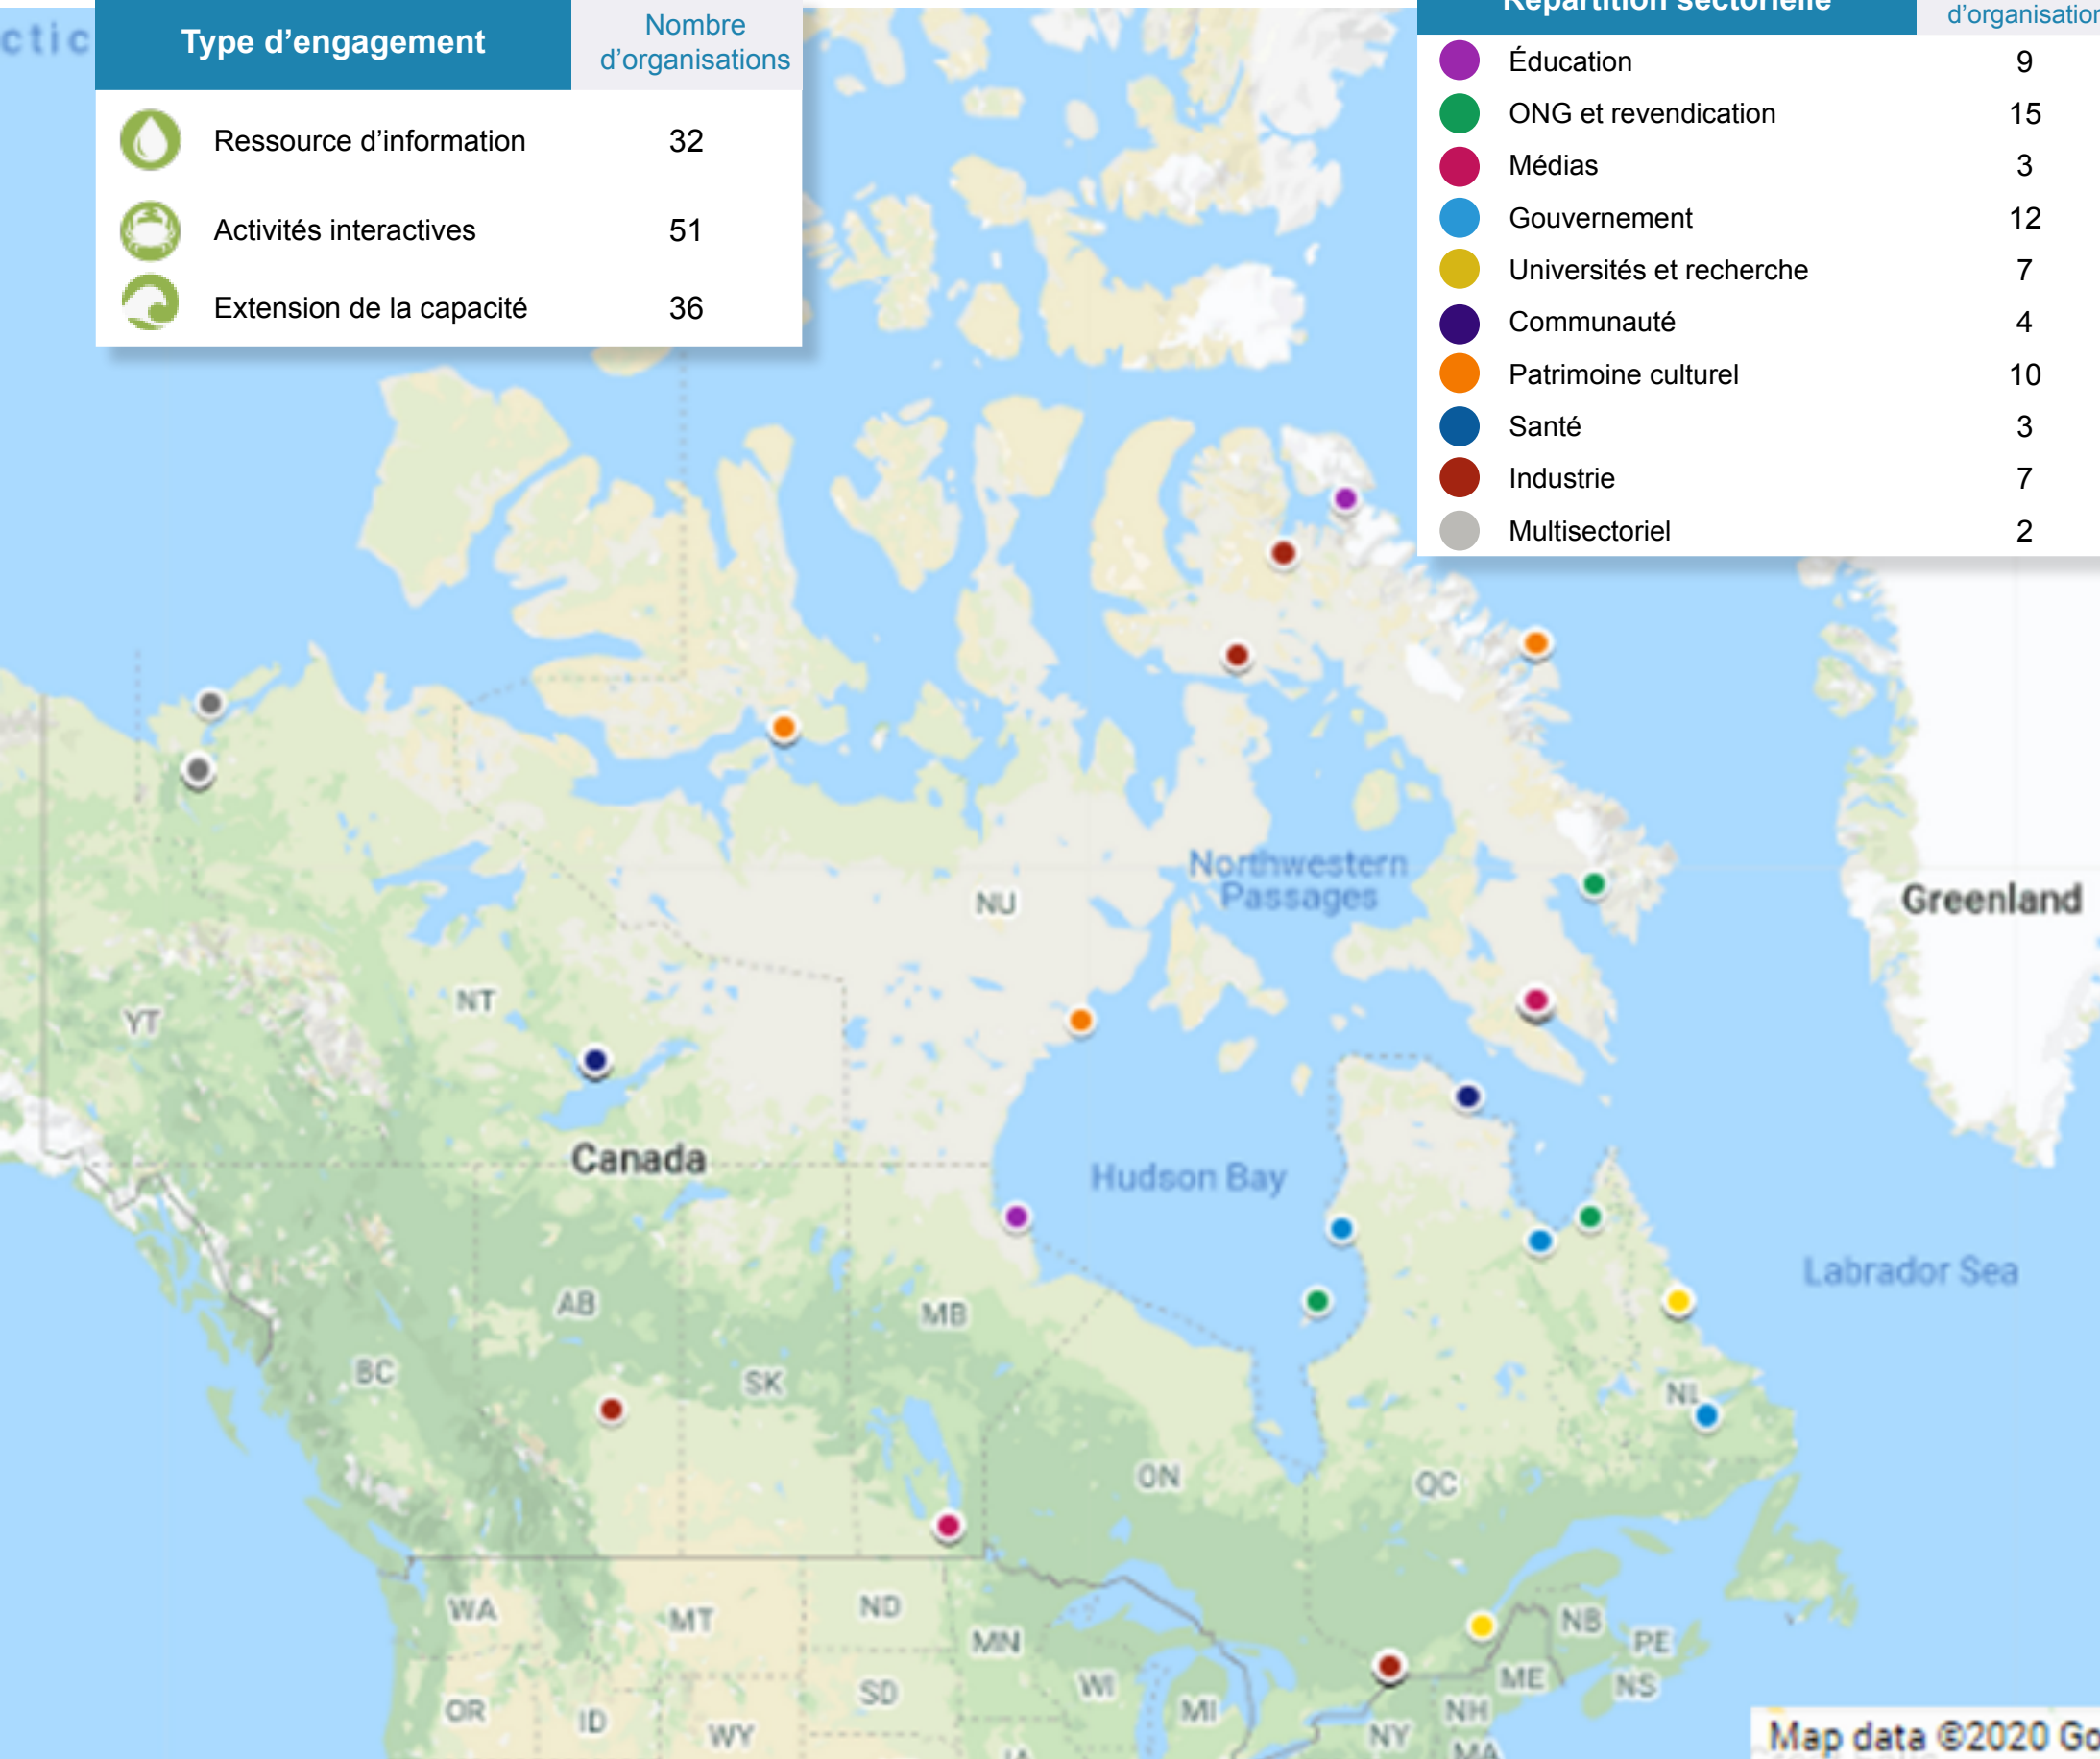 Type d’engagement
Nombre
d’organisations
Ressource d’information 32
Activités interactives 51
Extension de la capacité 36
Répartition sectorielle
Éducation 9
ONG et revendication 15
Médias 3
Gouvernement 12
Universités et recherche 7
Communauté 4
Patrimoine culturel 10
Santé 3
Industrie 7
Multisectoriel 2
Northwestern
Passages
NU
Greenland
NT
YT
Canada
Hudson Bay
Labrador Sea
AB
MB
BC
SK
NL
ON
QC
WA
MT
ND
MN
NB
PE
OR
ID
WY
SD
WI
MI
ME
NS
NH
NY
MA
Map data ©2020